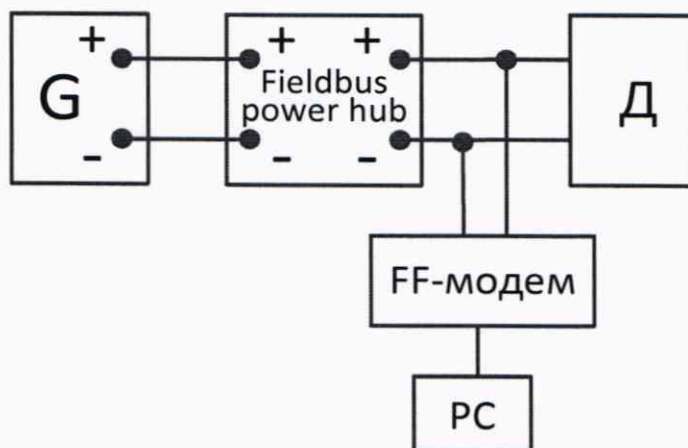 + + +
G Fieldbus Д
power hub
- - -
FF-модем
PC